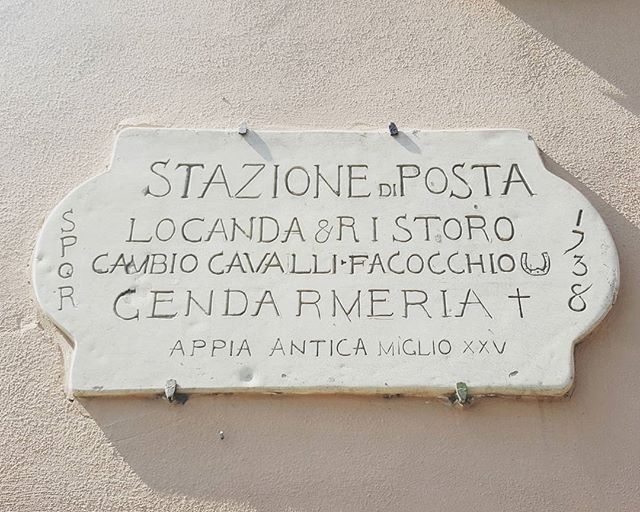 STAZIONE DI POSTA
LOCANDA & RISTORO
CAMBIO CAVALLI · FACOCCHIO
GENDARMERIA †
APPIA ANTICA MIGLIO XXV
SPQR
1738